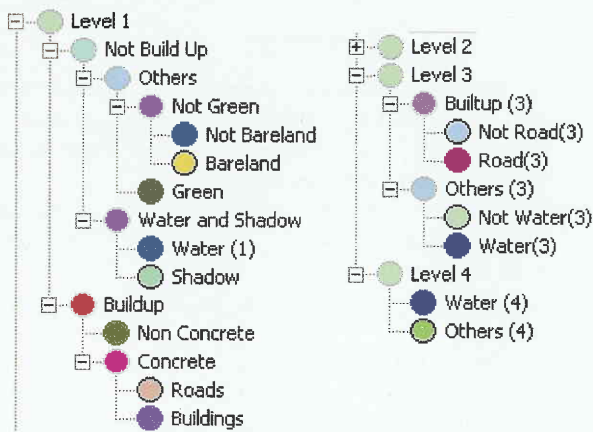 Level 1
Not Build Up
Others
Not Green
Not Bareland
Bareland
Green
Water and Shadow
Water (1)
Shadow
Buildup
Non Concrete
Concrete
Roads
Buildings
Level 2
Level 3
Builtup (3)
Not Road(3)
Road(3)
Others (3)
Not Water(3)
Water(3)
Level 4
Water (4)
Others (4)